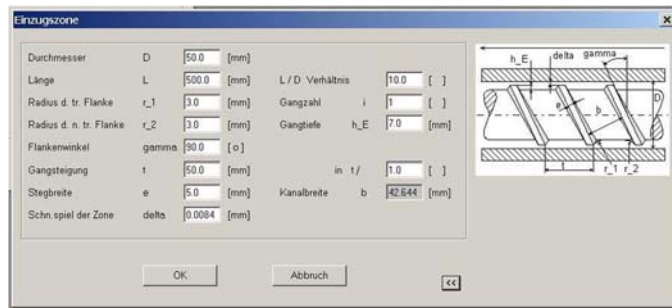 Einzugszone
Durchmesser D 50.0 [mm]
Länge L 500.0 [mm] L / D Verhältnis 10.0 [ ]
Radius d. tr. Flanke r_1 3.0 [mm] Gangzahl i 1 [ ]
Radius d. n. tr. Flanke r_2 3.0 [mm] Gangtiefe h_E 7.0 [mm]
Flankenwinkel gamma 90.0 [o]
Gangsteigung t 50.0 [mm] in t / 1.0 [ ]
Stegbreite e 5.0 [mm] Kanalbreite b 42.644 [mm]
Schn.spiel der Zone delta 0.0084 [mm]
OK Abbruch <<
h_E delta gamma
e b D
t r_1 r_2